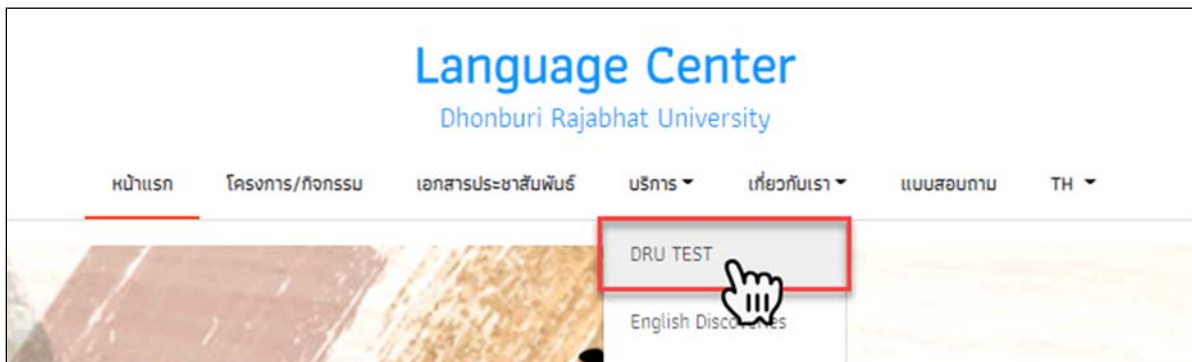 Language Center
Dhonburi Rajabhat University
หน้าแรก โครงการ/กิจกรรม เอกสารประชาสัมพันธ์ บริการ เกี่ยวกับเรา แบบสอบถาม TH
DRU TEST
English Discoveries